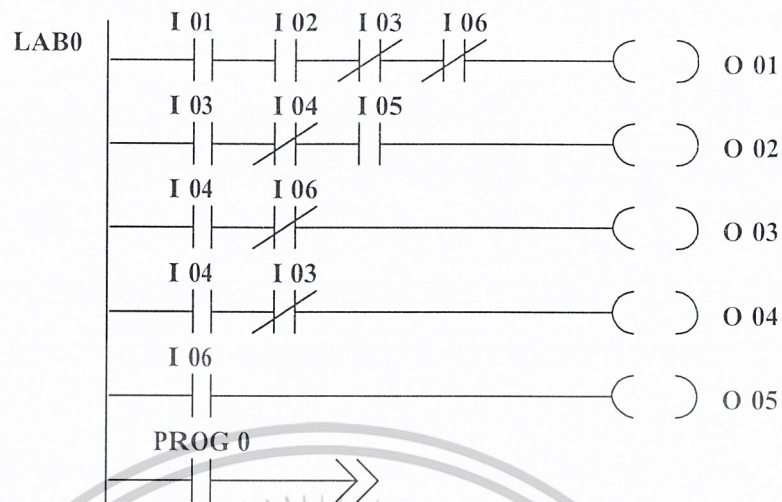 I 01 I 02 I 03 I 06
LAB0
O 01
I 03 I 04 I 05
O 02
I 04 I 06
O 03
I 04 I 03
O 04
I 06
O 05
PROG 0